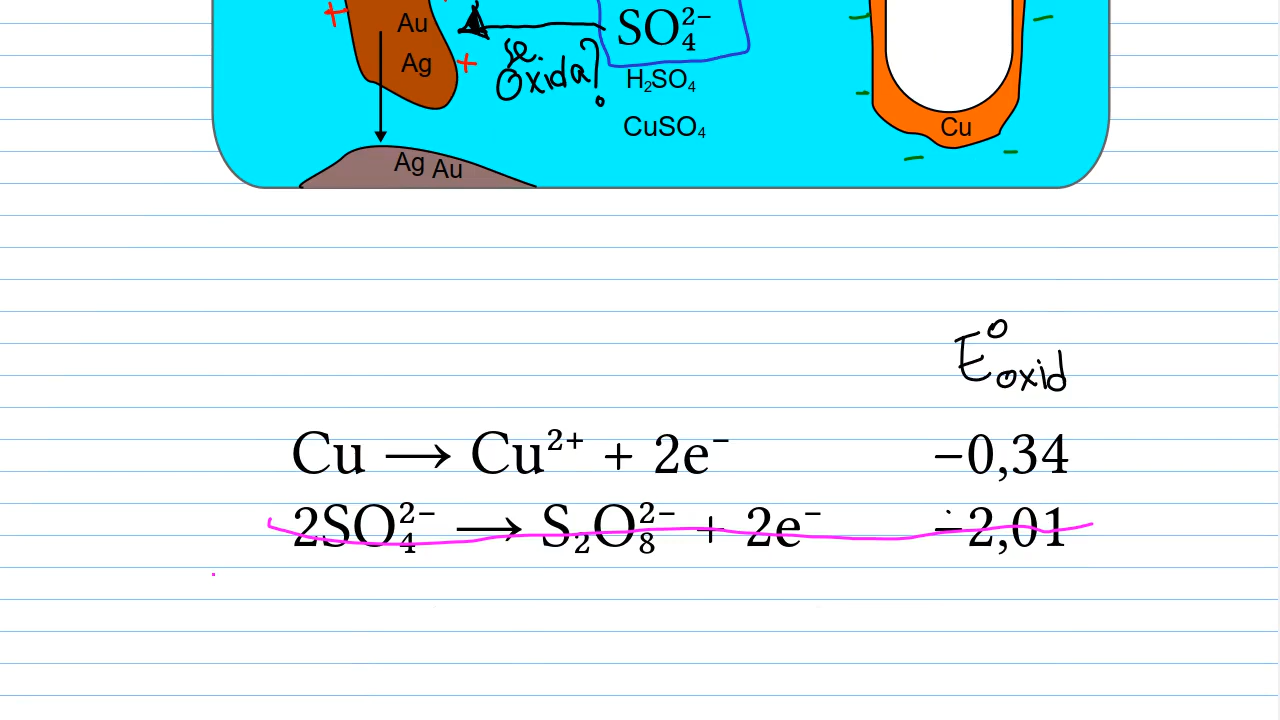 +
Au
SO₄²⁻
Ag
+
se
Oxida?
H₂SO₄
CuSO₄
Cu
Ag Au
E⁰oxid
Cu ⟶ Cu²⁺ + 2e⁻ −0,34
2SO₄²⁻ ⟶ S₂O₈²⁻ + 2e⁻ −2,01